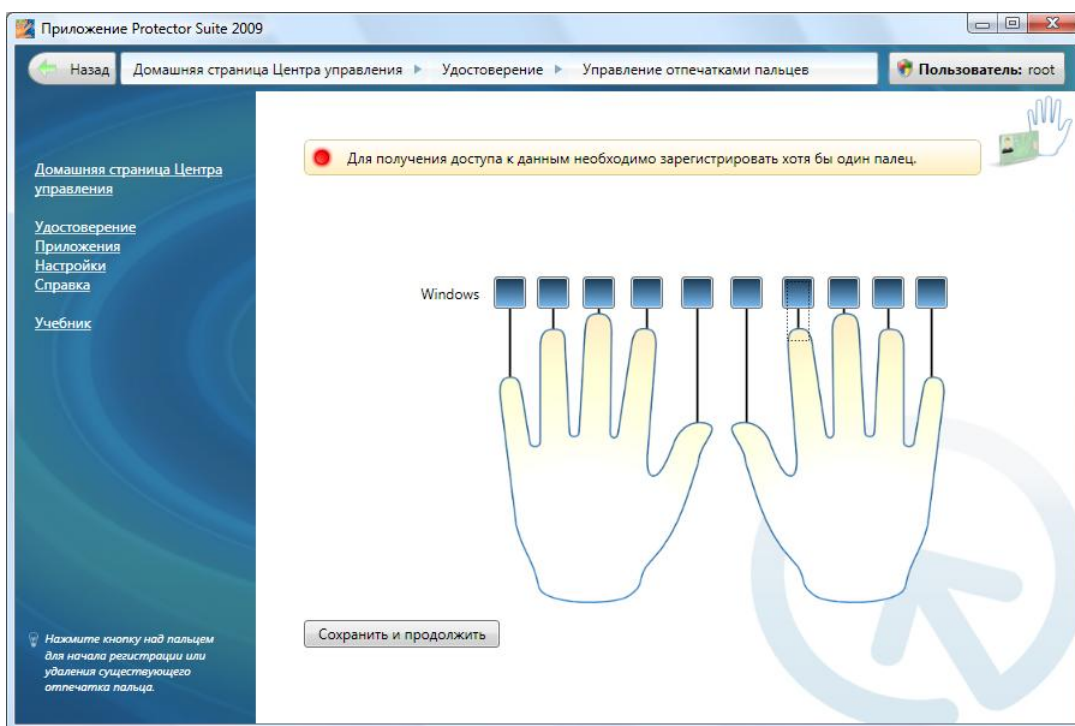 Приложение Protector Suite 2009
Назад
Домашняя страница Центра управления
Удостоверение
Управление отпечатками пальцев
Пользователь: root
Домашняя страница Центра
управления
Удостоверение
Приложения
Настройки
Справка
Учебник
Для получения доступа к данным необходимо зарегистрировать хотя бы один палец.
Windows
Сохранить и продолжить
Нажмите кнопку над пальцем
для начала регистрации или
удаления существующего
отпечатка пальца.